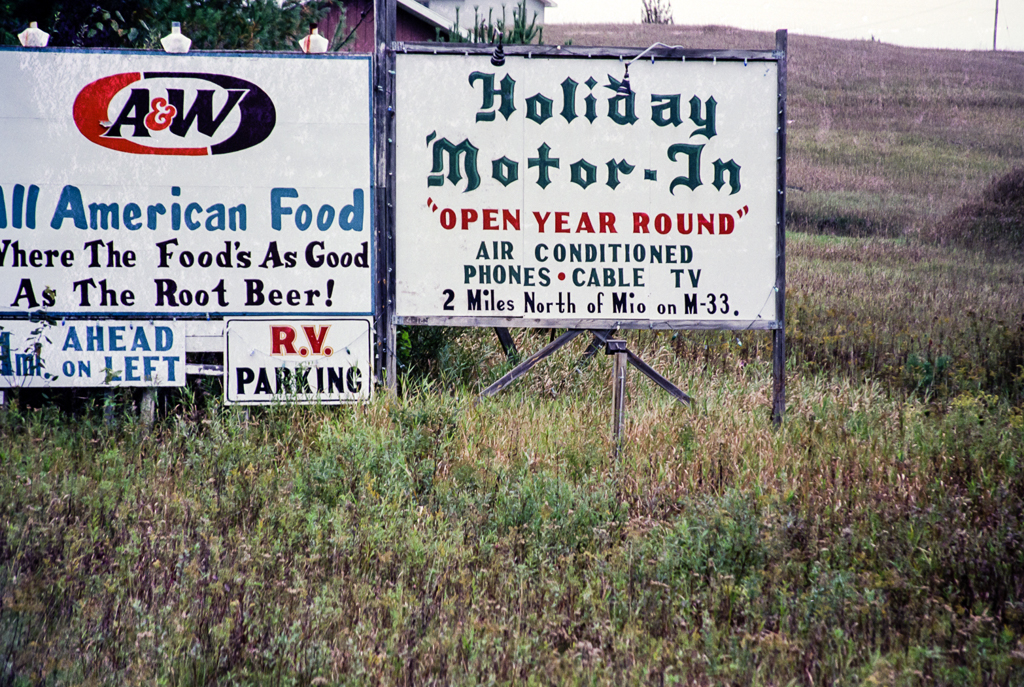 A&W
All American Food
Where The Food's As Good
As The Root Beer!
AHEAD
ON LEFT
R.V.
PARKING
Holiday
Motor-In
"OPEN YEAR ROUND"
AIR CONDITIONED
PHONES • CABLE TV
2 Miles North of Mio on M-33.